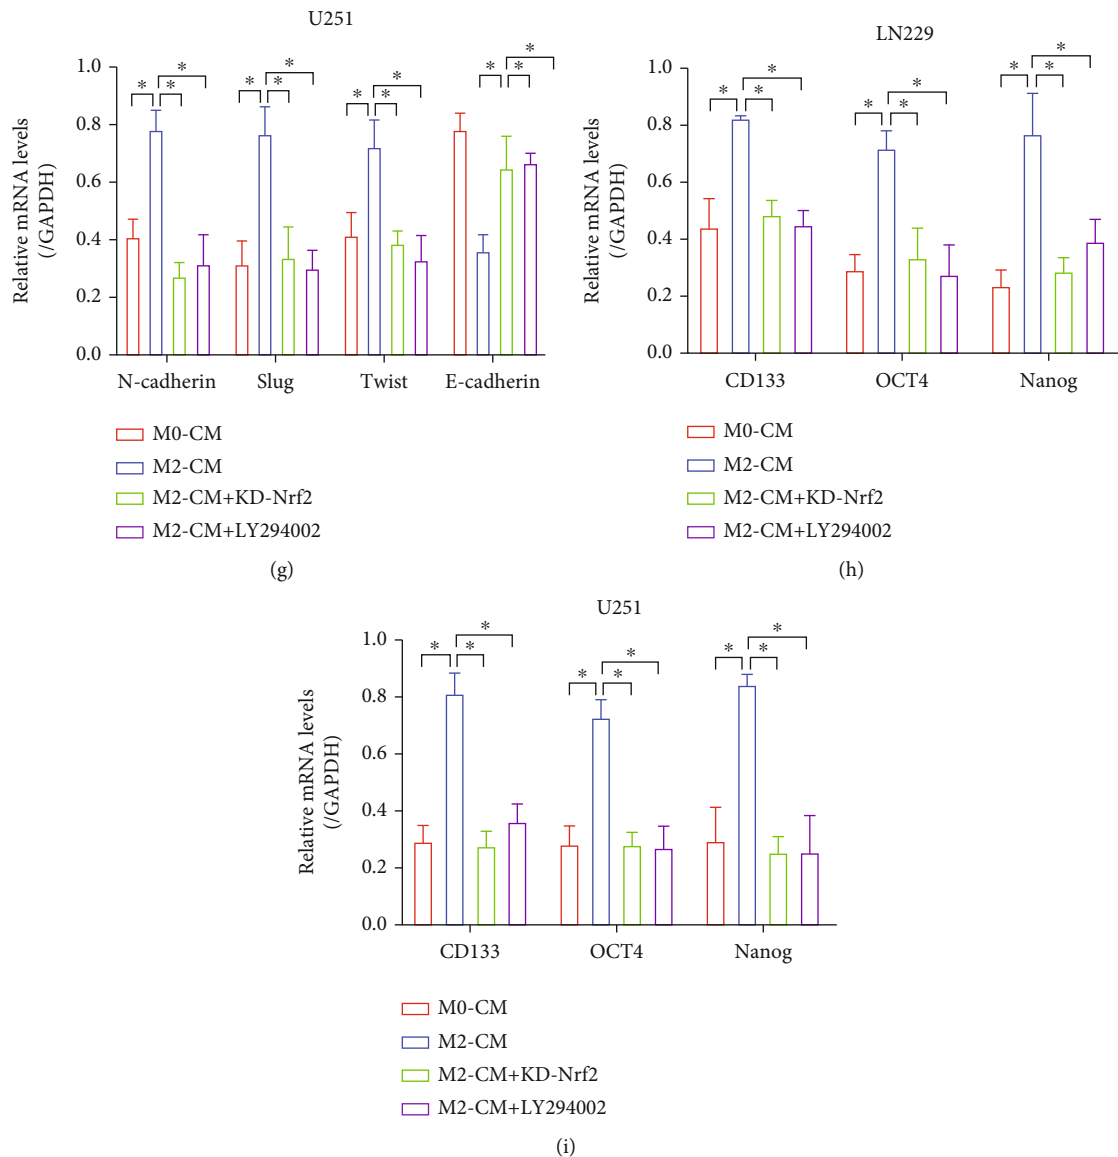 U251
Relative mRNA levels
(/GAPDH)
1.0
0.8
0.6
0.4
0.2
0.0
* * * * * * * * * * * *
N-cadherin Slug Twist E-cadherin
M0-CM
M2-CM
M2-CM+KD-Nrf2
M2-CM+LY294002
(g)
LN229
Relative mRNA levels
(/GAPDH)
1.0
0.8
0.6
0.4
0.2
0.0
* * * * * * * * *
CD133 OCT4 Nanog
M0-CM
M2-CM
M2-CM+KD-Nrf2
M2-CM+LY294002
(h)
U251
Relative mRNA levels
(/GAPDH)
1.0
0.8
0.6
0.4
0.2
0.0
* * * * * * * * *
CD133 OCT4 Nanog
M0-CM
M2-CM
M2-CM+KD-Nrf2
M2-CM+LY294002
(i)